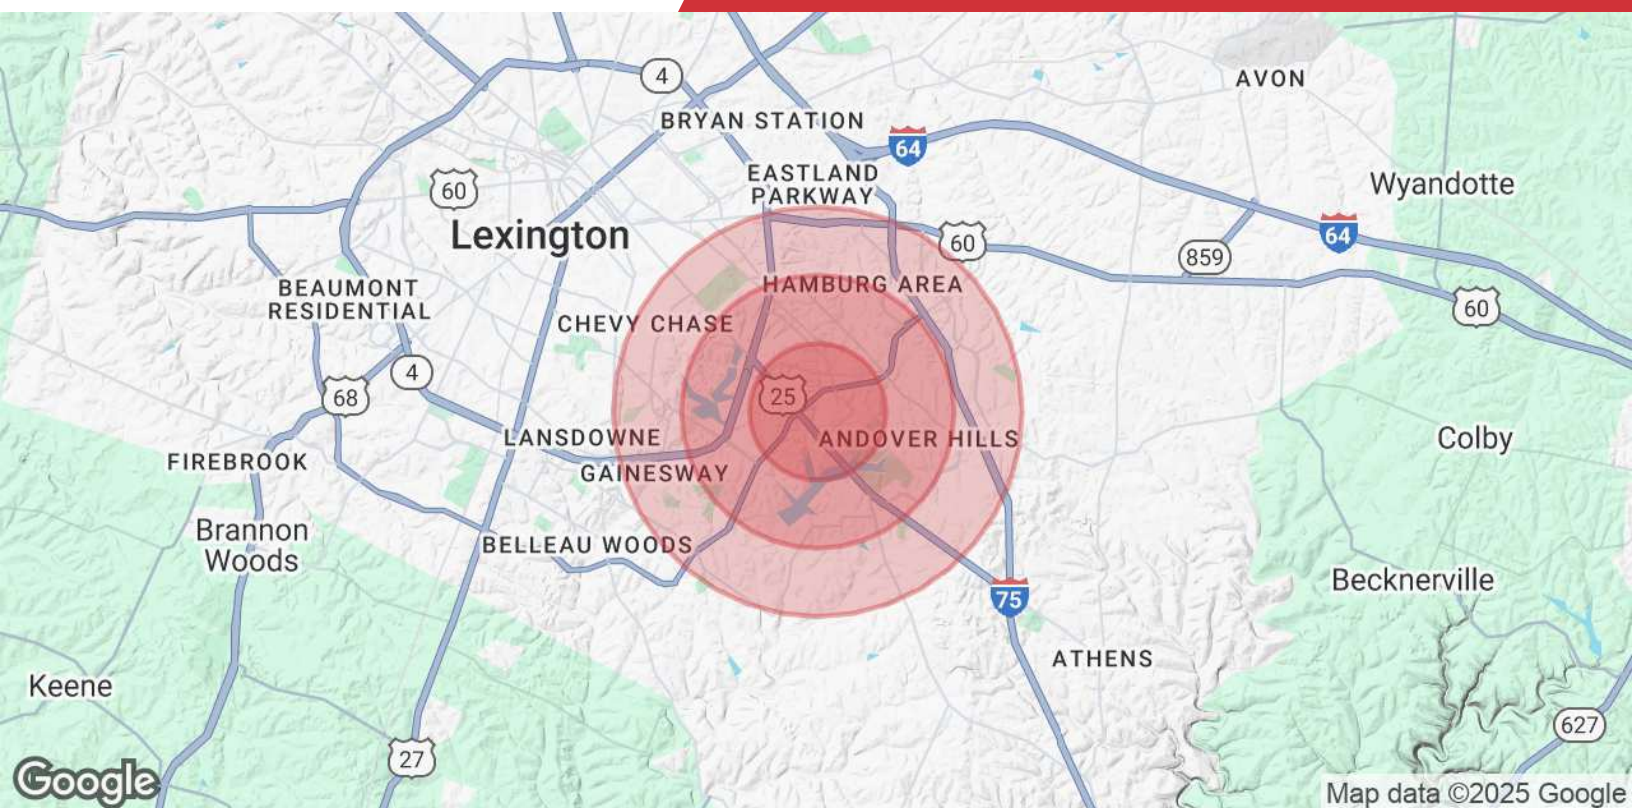 4
AVON
BRYAN STATION
64
EASTLAND
PARKWAY
60
Wyandotte
Lexington
64
60
859
HAMBURG AREA
BEAUMONT
RESIDENTIAL
60
CHEVY CHASE
4
68
25
LANSDOWNE
ANDOVER HILLS
Colby
FIREBROOK
GAINESWAY
Brannon
Woods
BELLEAU WOODS
Becknerville
75
ATHENS
Keene
627
27
Google
Map data ©2025 Google